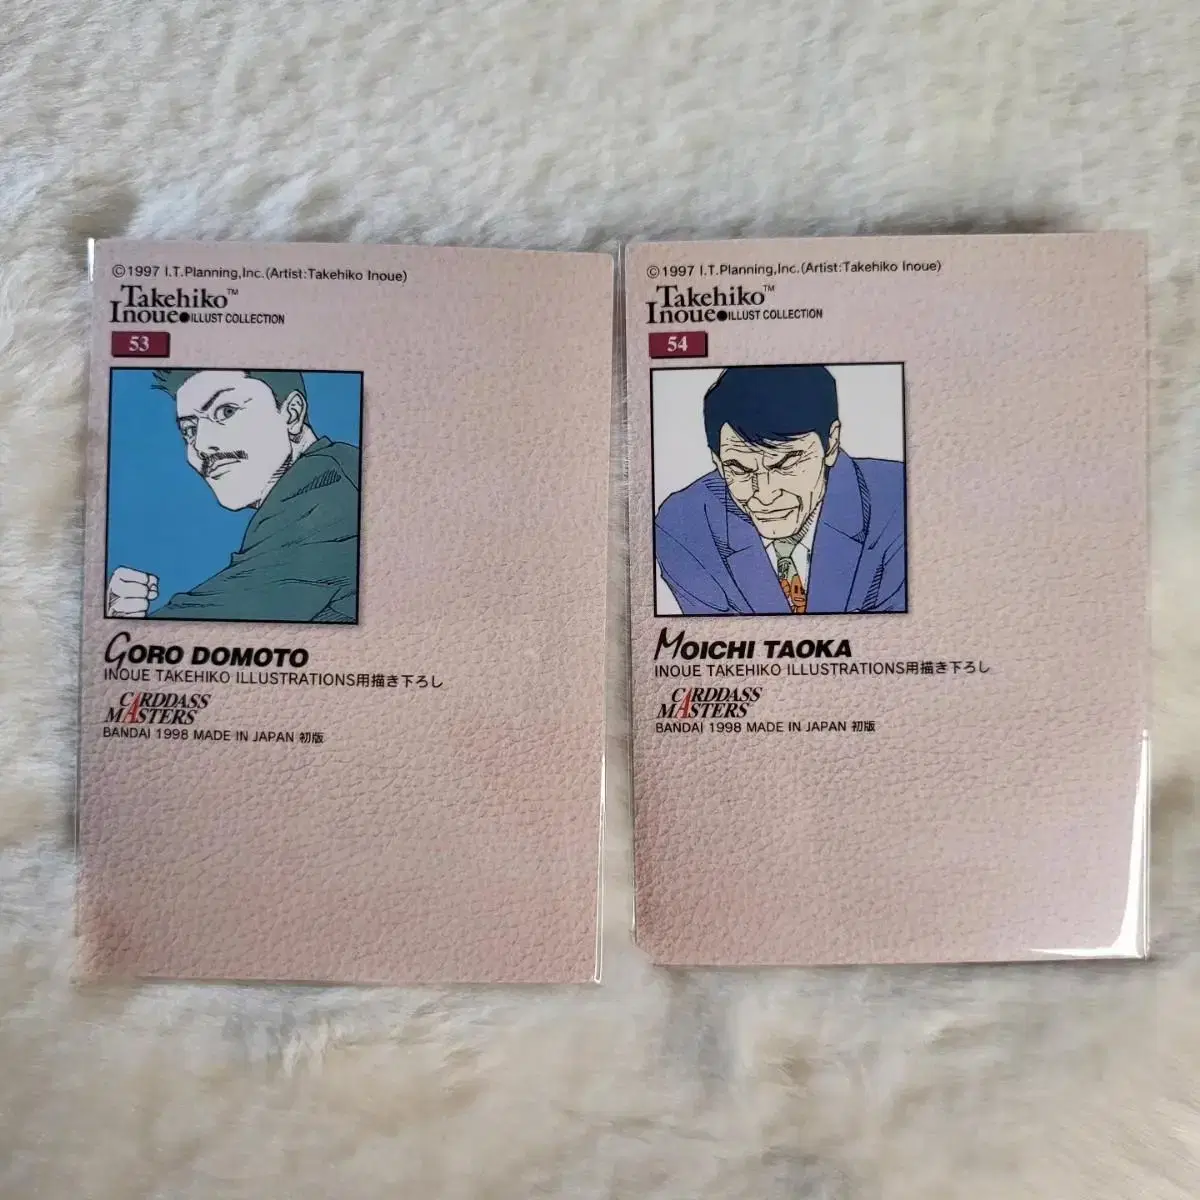 ©1997 I.T.Planning,Inc.(Artist:Takehiko Inoue)
Takehiko™
Inoue●ILLUST COLLECTION
53
GORO DOMOTO
INOUE TAKEHIKO ILLUSTRATIONS用描き下ろし
CARDDASS
MASTERS
BANDAI 1998 MADE IN JAPAN 初版
©1997 I.T.Planning,Inc.(Artist:Takehiko Inoue)
Takehiko™
Inoue●ILLUST COLLECTION
54
MOICHI TAOKA
INOUE TAKEHIKO ILLUSTRATIONS用描き下ろし
CARDDASS
MASTERS
BANDAI 1998 MADE IN JAPAN 初版